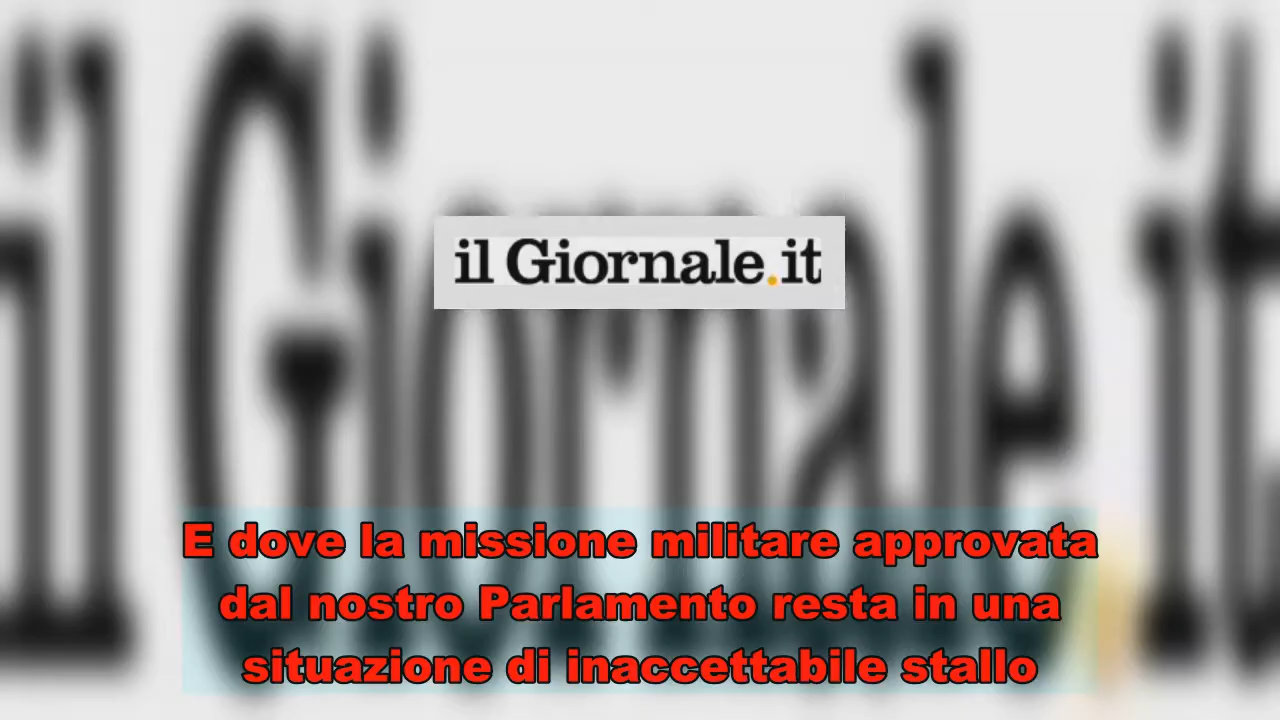 il Giornale.it
E dove la missione militare approvata
dal nostro Parlamento resta in una
situazione di inaccettabile stallo